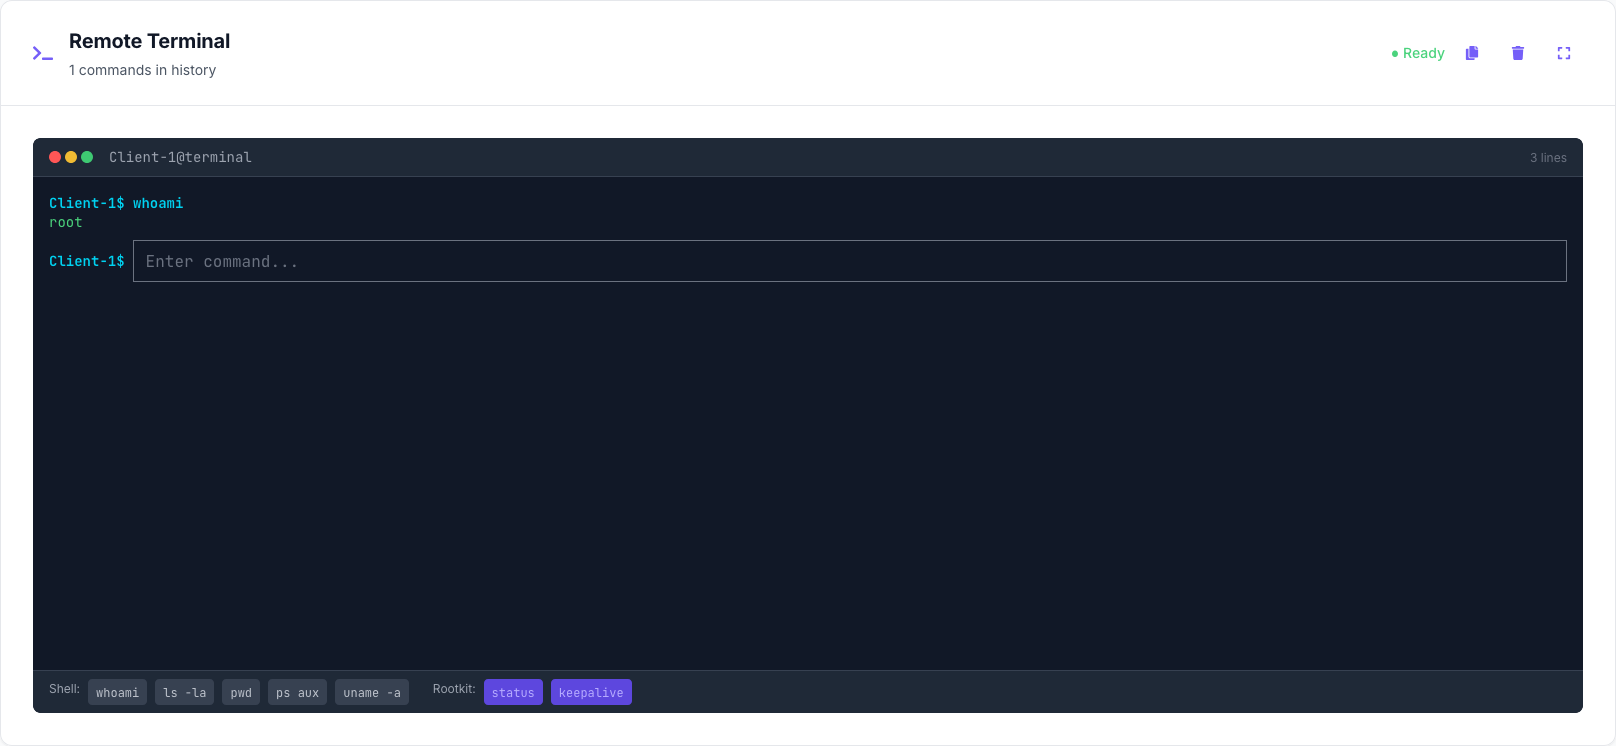 Remote Terminal
1 commands in history
Ready
Client-1@terminal
3 lines
Client-1$ whoami
root
Client-1$ Enter command...
Shell: whoami ls -la pwd ps aux uname -a Rootkit: status keepalive